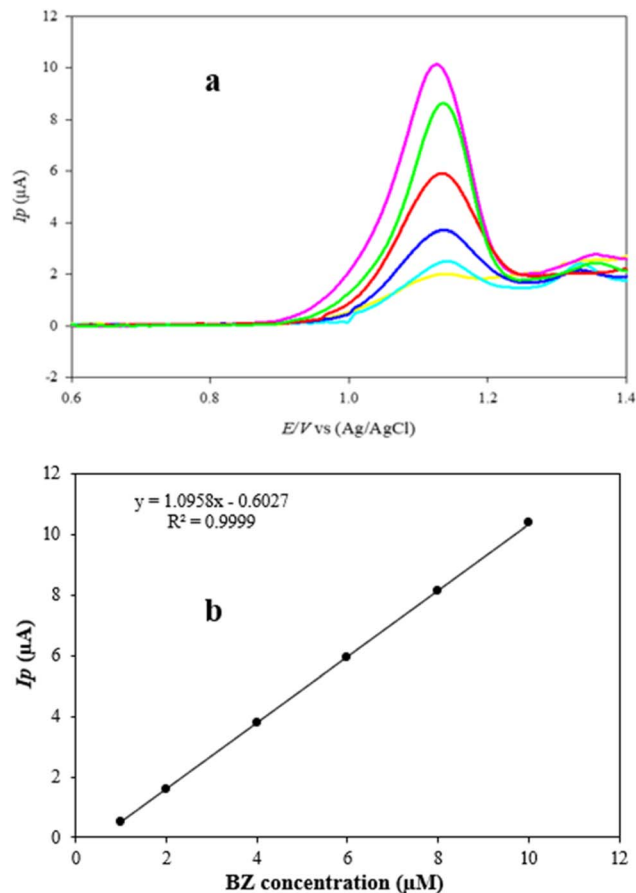 12
10
8
6
4
2
0
-2
a
Ip (µA)
0.6 0.8 1.0 1.2 1.4
E/V vs (Ag/AgCl)
12
10
8
6
4
2
0
y = 1.0958x - 0.6027
R² = 0.9999
b
Ip (µA)
0 2 4 6 8 10 12
BZ concentration (µM)